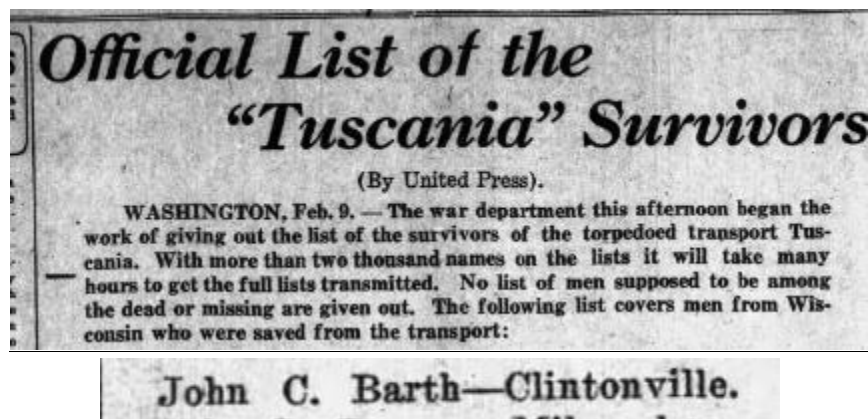 Official List of the
"Tuscania" Survivors
(By United Press).
WASHINGTON, Feb. 9. — The war department this afternoon began the
work of giving out the list of the survivors of the torpedoed transport Tus-
cania. With more than two thousand names on the lists it will take many
hours to get the full lists transmitted. No list of men supposed to be among
the dead or missing are given out. The following list covers men from Wis-
consin who were saved from the transport:
John C. Barth—Clintonville.